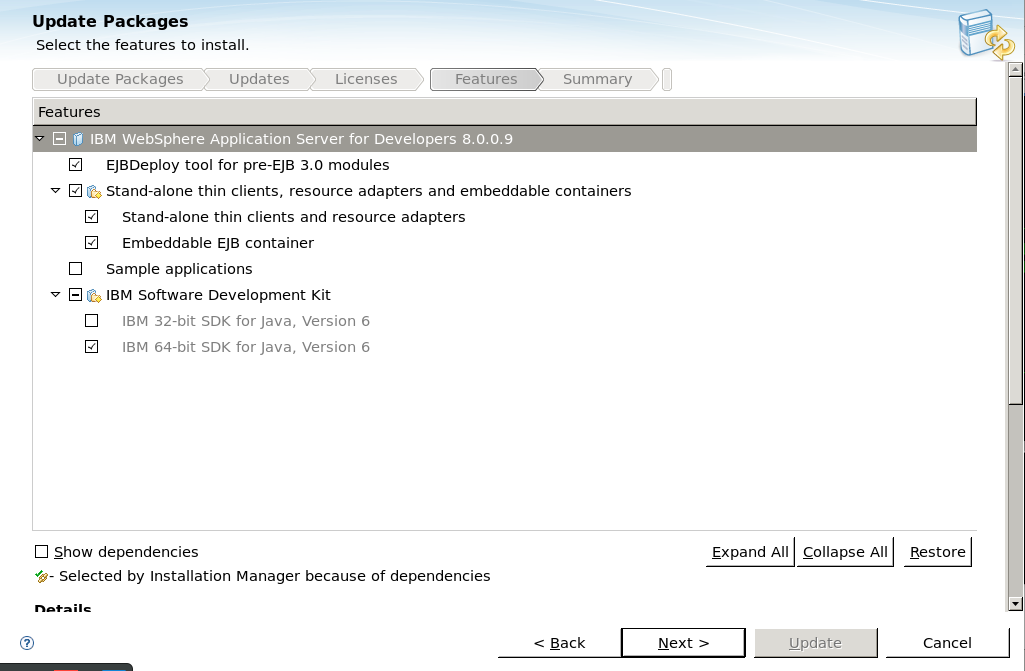 Update Packages
Select the features to install.
Update Packages Updates Licenses Features Summary
Features
IBM WebSphere Application Server for Developers 8.0.0.9
EJBDeploy tool for pre-EJB 3.0 modules
Stand-alone thin clients, resource adapters and embeddable containers
Stand-alone thin clients and resource adapters
Embeddable EJB container
Sample applications
IBM Software Development Kit
IBM 32-bit SDK for Java, Version 6
IBM 64-bit SDK for Java, Version 6
Show dependencies Expand All Collapse All Restore
- Selected by Installation Manager because of dependencies
Details
? < Back Next > Update Cancel